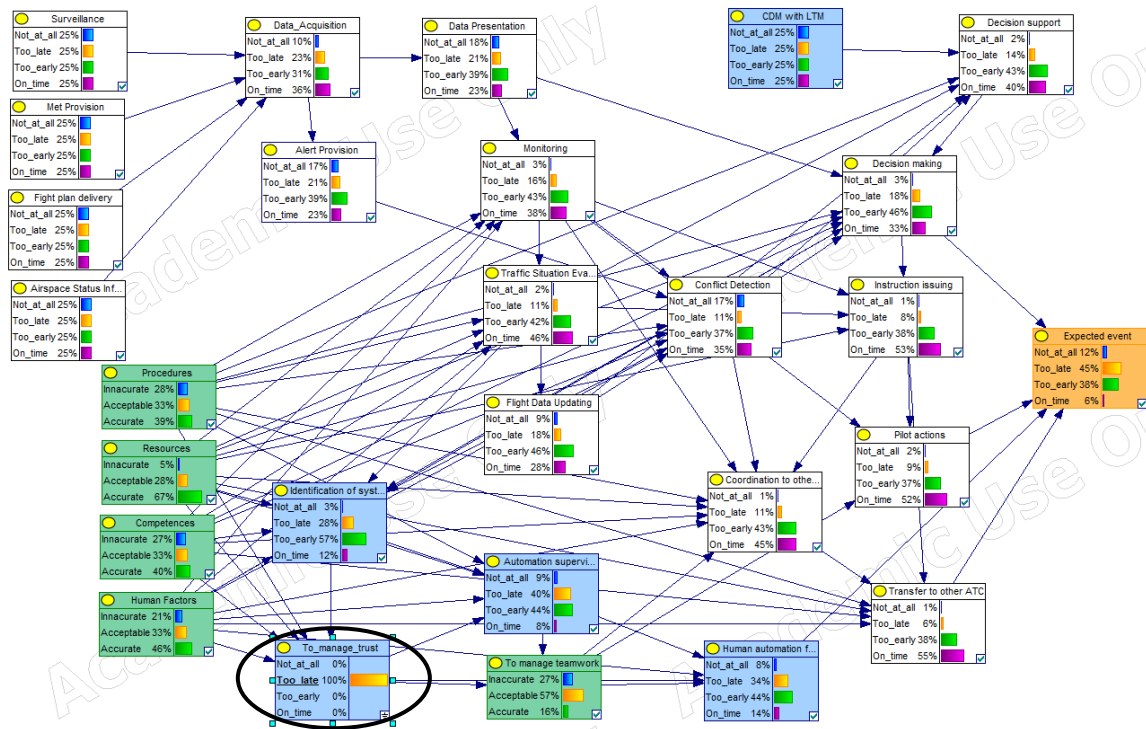 Surveillance
Not_at_all 25%
Too_late 25%
Too_early 25%
On_time 25%
Met Provision
Not_at_all 25%
Too_late 25%
Too_early 25%
On_time 25%
Fight plan delivery
Not_at_all 25%
Too_late 25%
Too_early 25%
On_time 25%
Airspace Status Inf...
Not_at_all 25%
Too_late 25%
Too_early 25%
On_time 25%
Data_Acquisition
Not_at_all 10%
Too_late 23%
Too_early 31%
On_time 36%
Data Presentation
Not_at_all 18%
Too_late 21%
Too_early 39%
On_time 23%
CDM with LTM
Not_at_all 25%
Too_late 25%
Too_early 25%
On_time 25%
Decision support
Not_at_all 2%
Too_late 14%
Too_early 43%
On_time 40%
Alert Provision
Not_at_all 17%
Too_late 21%
Too_early 39%
On_time 23%
Monitoring
Not_at_all 3%
Too_late 16%
Too_early 43%
On_time 38%
Decision making
Not_at_all 3%
Too_late 18%
Too_early 46%
On_time 33%
Traffic Situation Eva...
Not_at_all 2%
Too_late 11%
Too_early 42%
On_time 46%
Conflict Detection
Not_at_all 17%
Too_late 11%
Too_early 37%
On_time 35%
Instruction issuing
Not_at_all 1%
Too_late 8%
Too_early 38%
On_time 53%
Expected event
Not_at_all 12%
Too_late 45%
Too_early 38%
On_time 6%
Procedures
Innacurate 28%
Acceptable 33%
Accurate 39%
Flight Data Updating
Not_at_all 9%
Too_late 18%
Too_early 46%
On_time 28%
Pilot actions
Not_at_all 2%
Too_late 9%
Too_early 37%
On_time 52%
Resources
Innacurate 5%
Acceptable 28%
Accurate 67%
Identification of syst...
Not_at_all 3%
Too_late 28%
Too_early 57%
On_time 12%
Coordination to othe...
Not_at_all 1%
Too_late 11%
Too_early 43%
On_time 45%
Competences
Innacurate 27%
Acceptable 33%
Accurate 40%
Automation supervi...
Not_at_all 9%
Too_late 40%
Too_early 44%
On_time 8%
Transfer to other ATC
Not_at_all 1%
Too_late 6%
Too_early 38%
On_time 55%
Human Factors
Innacurate 21%
Acceptable 33%
Accurate 46%
To_manage_trust
Not_at_all 0%
Too_late 100%
Too_early 0%
On_time 0%
To manage teamwork
Inaccurate 27%
Acceptable 57%
Accurate 16%
Human automation f...
Not_at_all 8%
Too_late 34%
Too_early 44%
On_time 14%
Academic Use Only